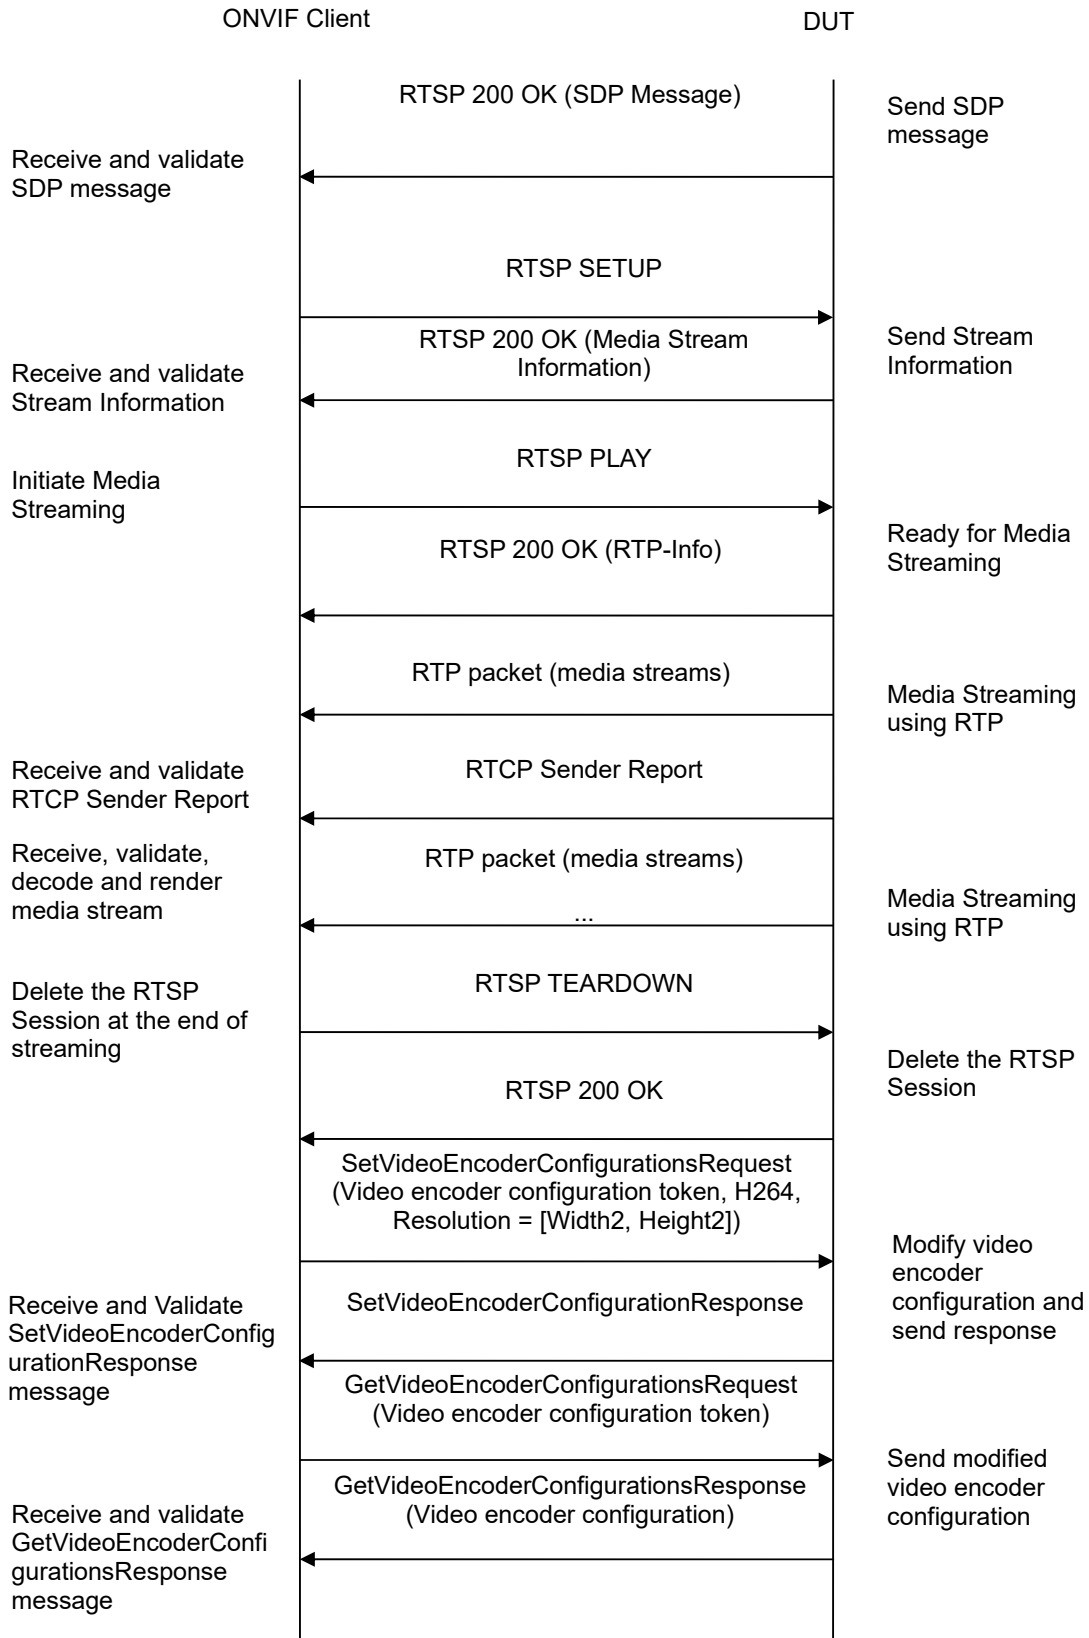 ONVIF Client
DUT
RTSP 200 OK (SDP Message)
Send SDP
message
Receive and validate
SDP message
RTSP SETUP
RTSP 200 OK (Media Stream
Information)
Send Stream
Information
Receive and validate
Stream Information
RTSP PLAY
Initiate Media
Streaming
Ready for Media
Streaming
RTSP 200 OK (RTP-Info)
RTP packet (media streams)
Media Streaming
using RTP
Receive and validate
RTCP Sender Report
RTCP Sender Report
Receive, validate,
decode and render
media stream
RTP packet (media streams)
...
Media Streaming
using RTP
RTSP TEARDOWN
Delete the RTSP
Session at the end of
streaming
Delete the RTSP
Session
RTSP 200 OK
SetVideoEncoderConfigurationsRequest
(Video encoder configuration token, H264,
Resolution = [Width2, Height2])
Modify video
encoder
configuration and
send response
Receive and Validate
SetVideoEncoderConfig
urationResponse
message
SetVideoEncoderConfigurationResponse
GetVideoEncoderConfigurationsRequest
(Video encoder configuration token)
Send modified
video encoder
configuration
GetVideoEncoderConfigurationsResponse
(Video encoder configuration)
Receive and validate
GetVideoEncoderConfi
gurationsResponse
message